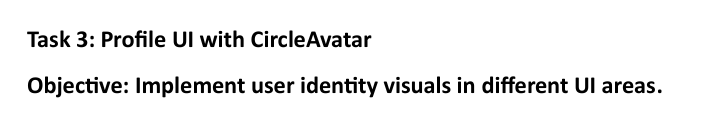 Task 3: Profile UI with CircleAvatar
Objective: Implement user identity visuals in different UI areas.